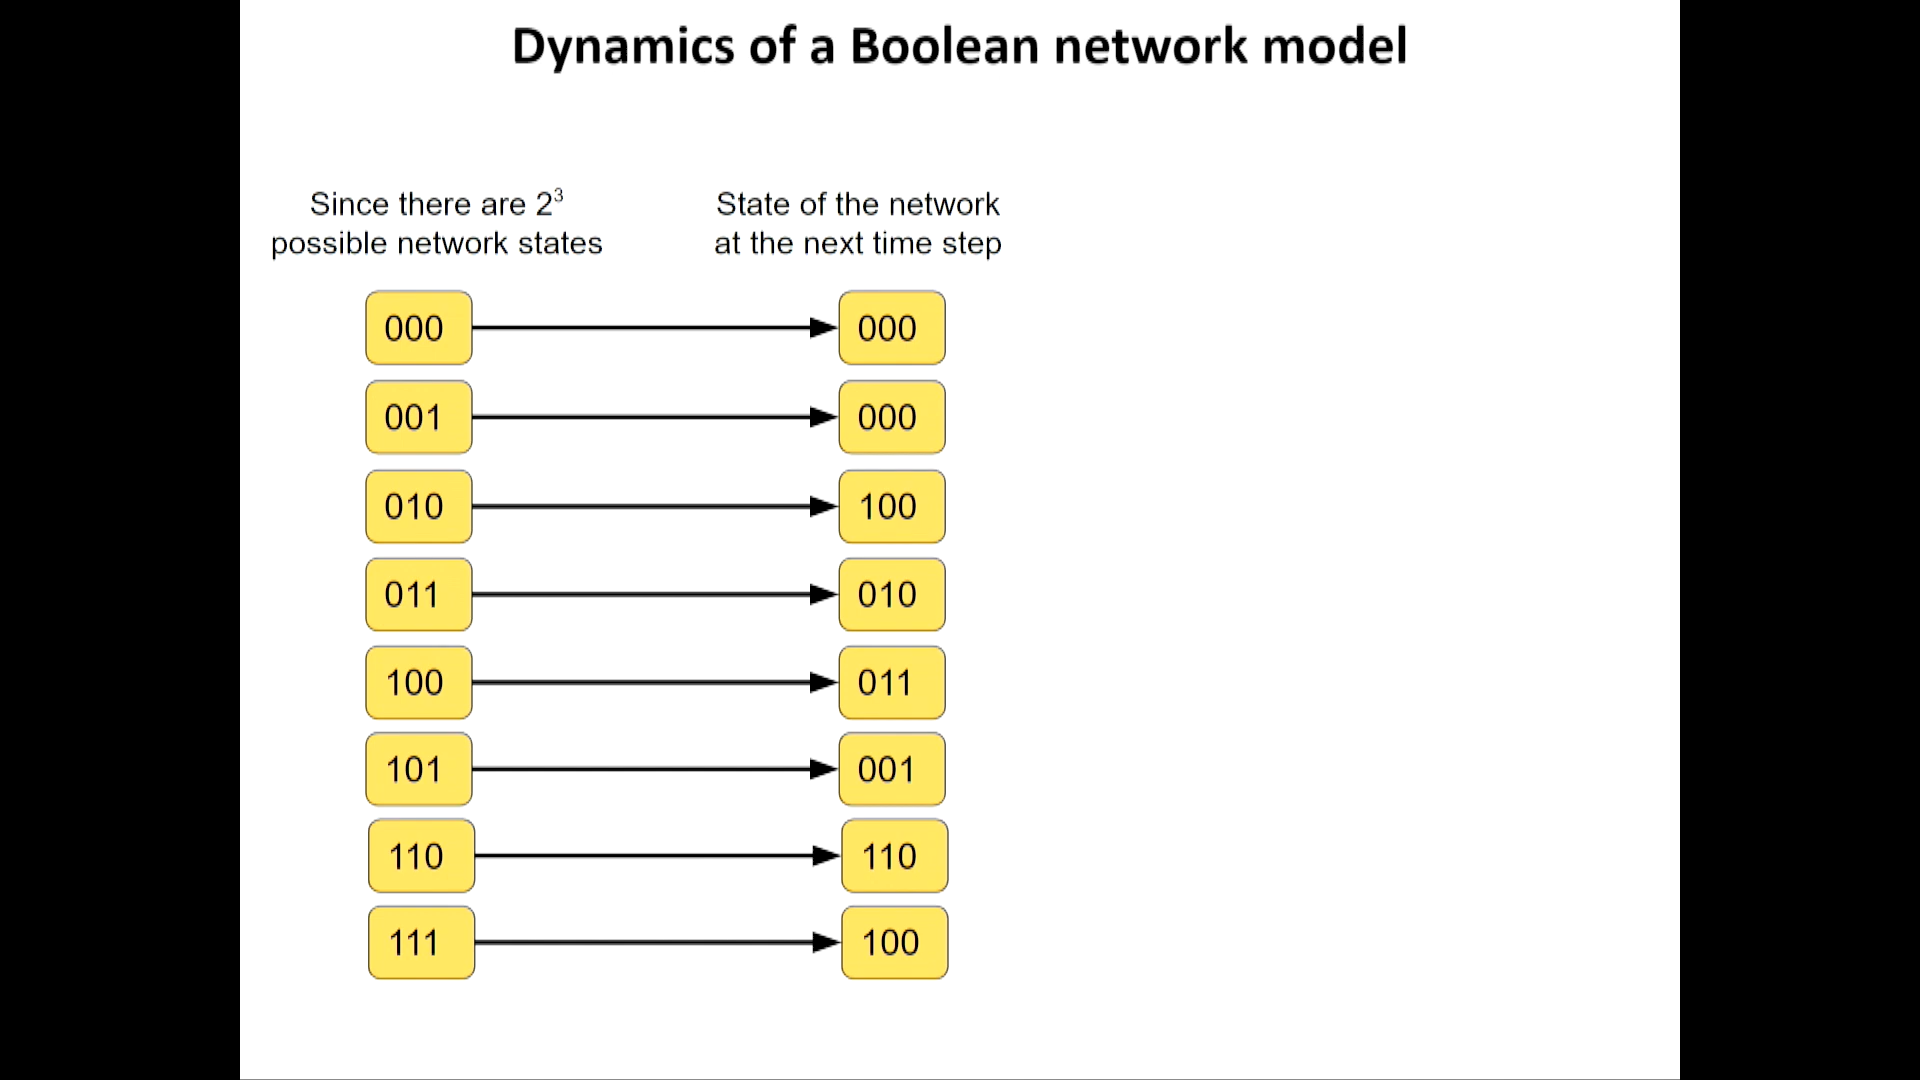 Dynamics of a Boolean network model
Since there are 2³
possible network states
State of the network
at the next time step
000 000
001 000
010 100
011 010
100 011
101 001
110 110
111 100